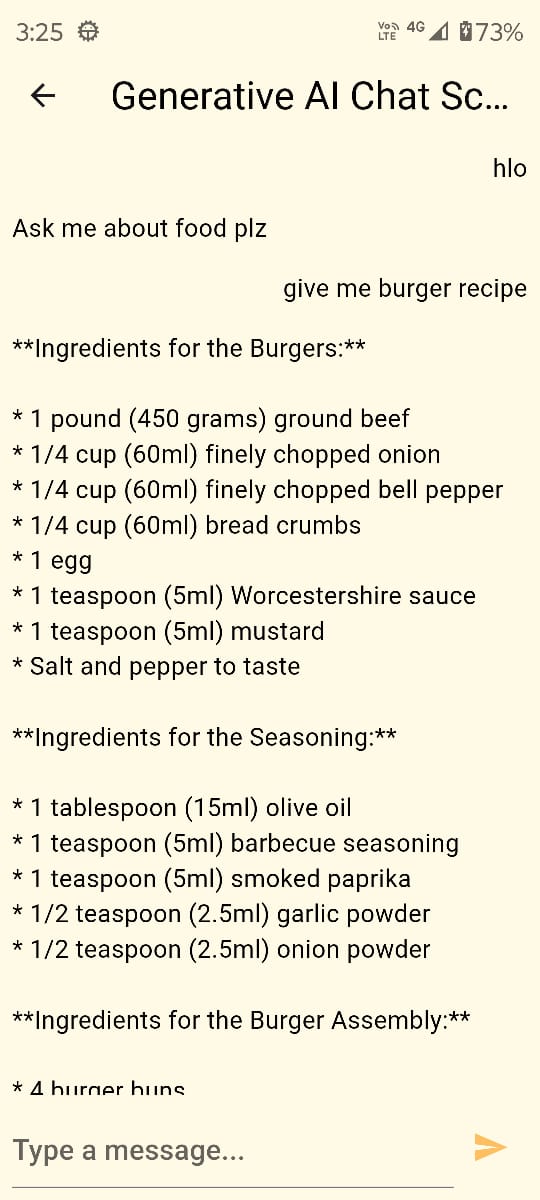 3:25
Vo LTE 4G 73%
Generative AI Chat Sc...
hlo
Ask me about food plz
give me burger recipe
**Ingredients for the Burgers:**
* 1 pound (450 grams) ground beef
* 1/4 cup (60ml) finely chopped onion
* 1/4 cup (60ml) finely chopped bell pepper
* 1/4 cup (60ml) bread crumbs
* 1 egg
* 1 teaspoon (5ml) Worcestershire sauce
* 1 teaspoon (5ml) mustard
* Salt and pepper to taste
**Ingredients for the Seasoning:**
* 1 tablespoon (15ml) olive oil
* 1 teaspoon (5ml) barbecue seasoning
* 1 teaspoon (5ml) smoked paprika
* 1/2 teaspoon (2.5ml) garlic powder
* 1/2 teaspoon (2.5ml) onion powder
**Ingredients for the Burger Assembly:**
* 4 burger buns
Type a message...